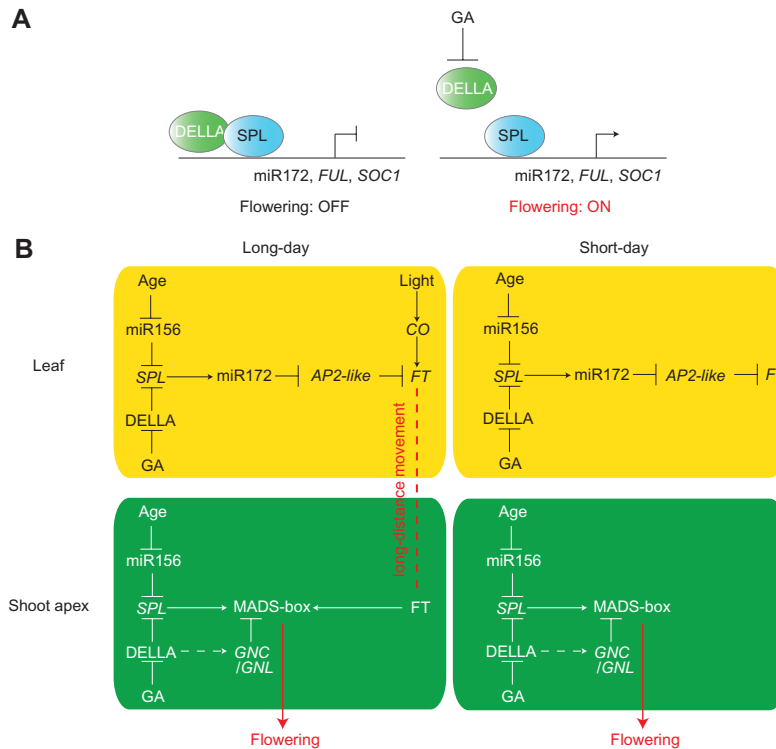 A
GA
DELLA
DELLA SPL
SPL
miR172, FUL, SOC1
miR172, FUL, SOC1
Flowering: OFF
Flowering: ON
B
Long-day
Short-day
Leaf
Age
miR156
SPL
DELLA
GA
miR172
AP2-like
Light
CO
FT
long-distance movement
Age
miR156
SPL
DELLA
GA
miR172
AP2-like
F
Shoot apex
Age
miR156
SPL
DELLA
GA
MADS-box
GNC
/GNL
FT
Flowering
Age
miR156
SPL
DELLA
GA
MADS-box
GNC
/GNL
Flowering